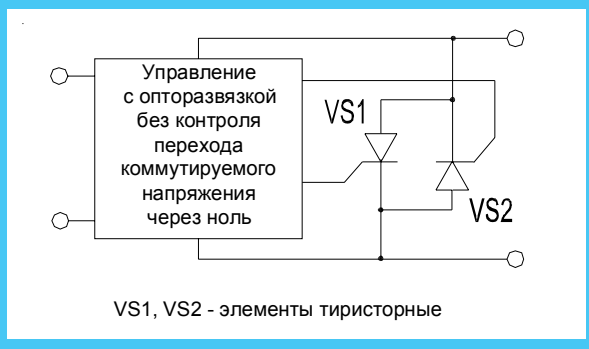 Управление
с опторазвязкой
без контроля
перехода
коммутируемого
напряжения
через ноль
VS1
VS2
VS1, VS2 - элементы тиристорные